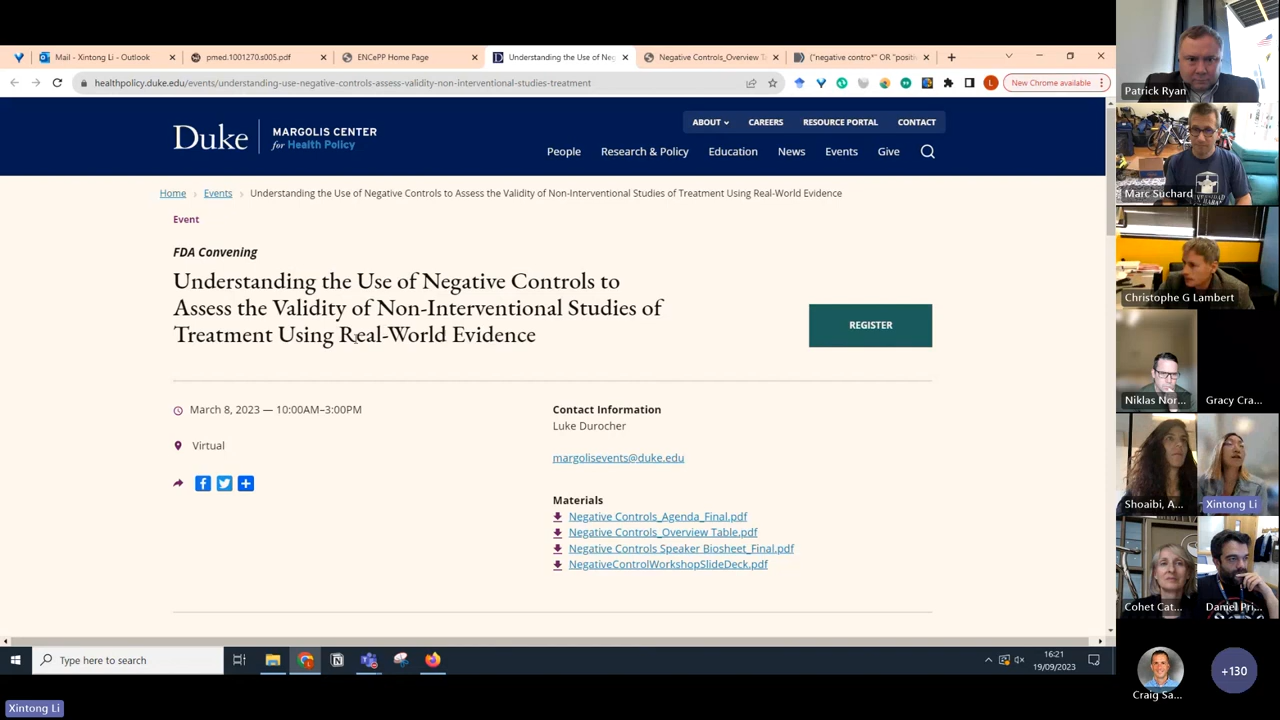 Mail - Xintong Li - Outlook
pmed.1001270.s005.pdf
ENCePP Home Page
Understanding the Use of Neg
Negative Controls_Overview T
("negative contro*" OR "positi
healthpolicy.duke.edu/events/understanding-use-negative-controls-assess-validity-non-interventional-studies-treatment
New Chrome available
Duke
MARGOLIS CENTER
for Health Policy
ABOUT
CAREERS
RESOURCE PORTAL
CONTACT
People
Research & Policy
Education
News
Events
Give
Home > Events > Understanding the Use of Negative Controls to Assess the Validity of Non-Interventional Studies of Treatment Using Real-World Evidence
Event
FDA Convening
Understanding the Use of Negative Controls to
Assess the Validity of Non-Interventional Studies of
Treatment Using Real-World Evidence
REGISTER
March 8, 2023 — 10:00AM–3:00PM
Virtual
Contact Information
Luke Durocher
margolisevents@duke.edu
Materials
Negative Controls_Agenda_Final.pdf
Negative Controls_Overview Table.pdf
Negative Controls Speaker Biosheet_Final.pdf
NegativeControlWorkshopSlideDeck.pdf
Type here to search
16:21
19/09/2023
Xintong Li
Patrick Ryan
Marc Suchard
Christophe G Lambert
Niklas Nor...
Gracy Cra...
Shoaibi, A...
Xintong Li
Cohet Cat...
Daniel Pri...
Craig Sa...
+130